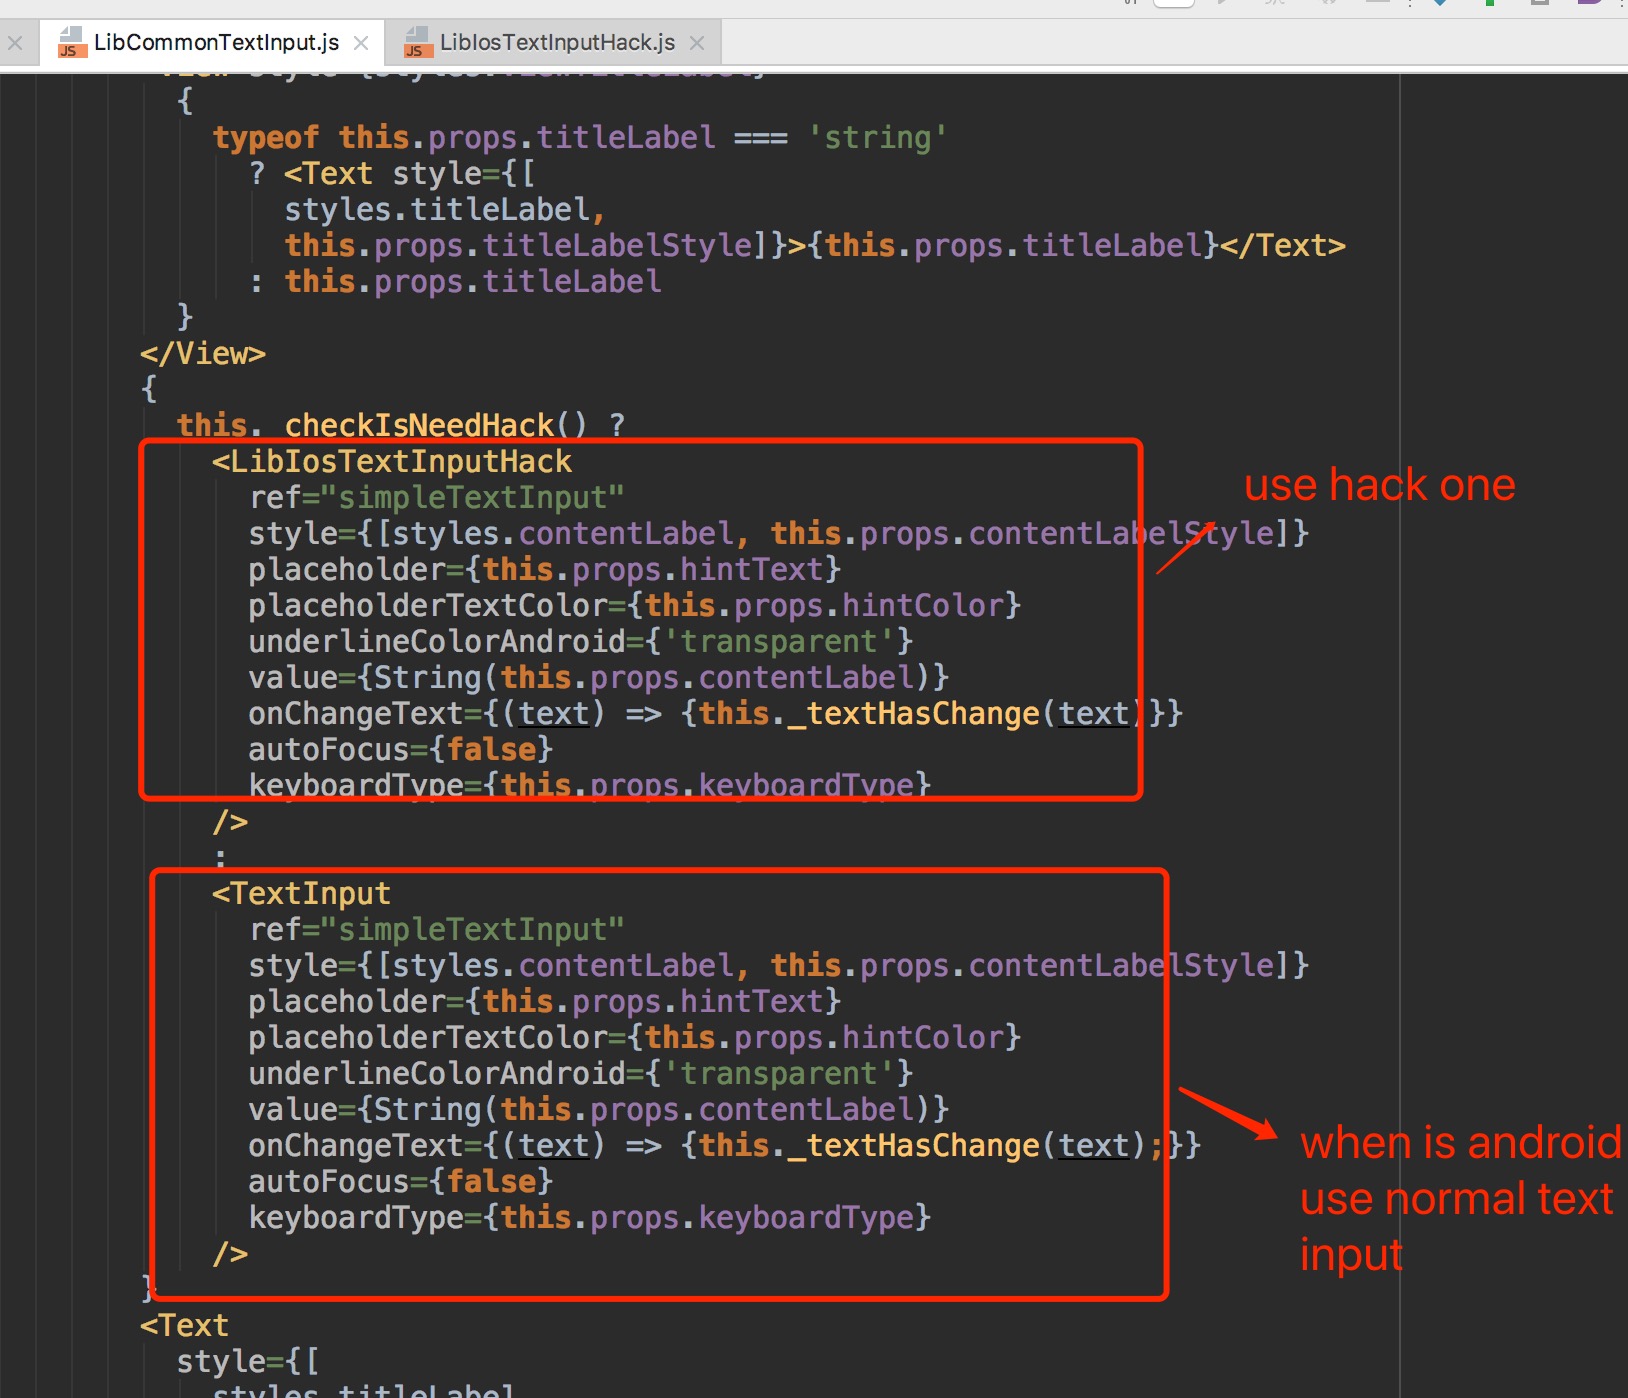 LibCommonTextInput.js
LibIosTextInputHack.js
{
typeof this.props.titleLabel === 'string'
? <Text style={[
styles.titleLabel,
this.props.titleLabelStyle]}>{this.props.titleLabel}</Text>
: this.props.titleLabel
}
</View>
{
this. checkIsNeedHack() ?
<LibIosTextInputHack
ref="simpleTextInput"
use hack one
style={[styles.contentLabel, this.props.contentLabelStyle]}
placeholder={this.props.hintText}
placeholderTextColor={this.props.hintColor}
underlineColorAndroid={'transparent'}
value={String(this.props.contentLabel)}
onChangeText={(text) => {this._textHasChange(text)}}
autoFocus={false}
keyboardType={this.props.keyboardType}
/>
:
<TextInput
ref="simpleTextInput"
style={[styles.contentLabel, this.props.contentLabelStyle]}
placeholder={this.props.hintText}
placeholderTextColor={this.props.hintColor}
underlineColorAndroid={'transparent'}
value={String(this.props.contentLabel)}
onChangeText={(text) => {this._textHasChange(text);}}
autoFocus={false}
keyboardType={this.props.keyboardType}
/>
when is android
use normal text
input
}
<Text
style={[
styles.titleLabel